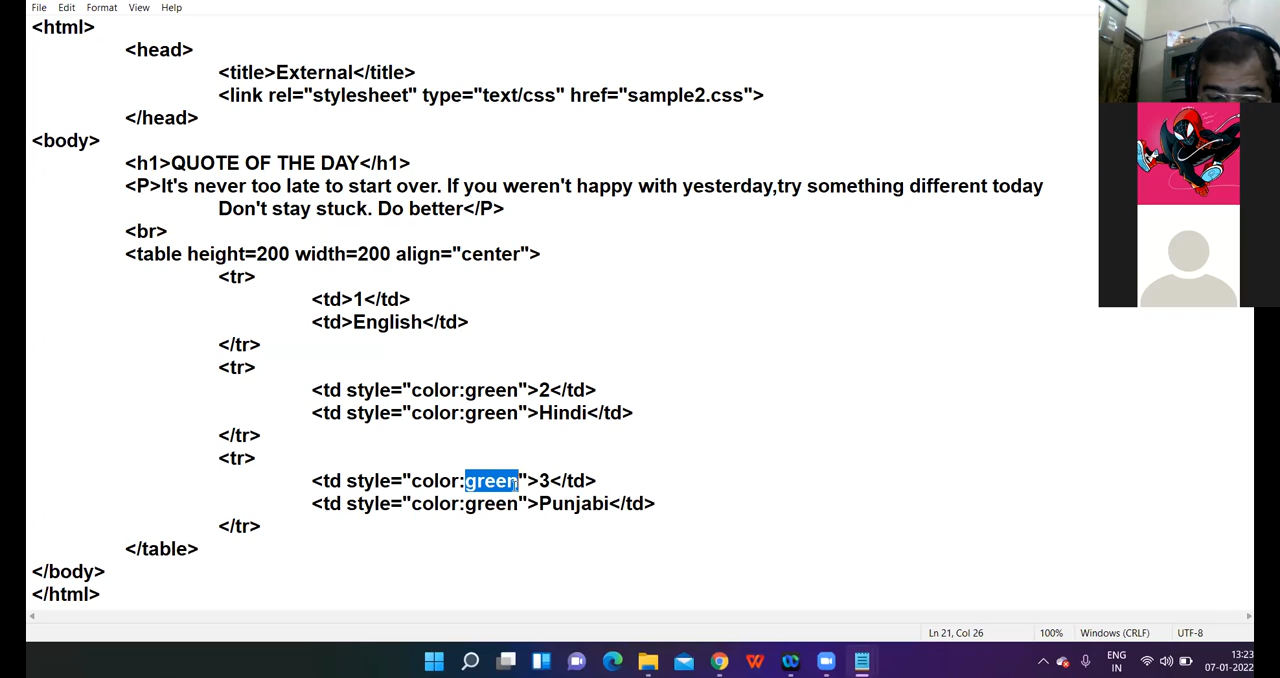 File Edit Format View Help
<html>
<head>
<title>External</title>
<link rel="stylesheet" type="text/css" href="sample2.css">
</head>
<body>
<h1>QUOTE OF THE DAY</h1>
<P>It's never too late to start over. If you weren't happy with yesterday,try something different today
Don't stay stuck. Do better</P>
<br>
<table height=200 width=200 align="center">
<tr>
<td>1</td>
<td>English</td>
</tr>
<tr>
<td style="color:green">2</td>
<td style="color:green">Hindi</td>
</tr>
<tr>
<td style="color:green">3</td>
<td style="color:green">Punjabi</td>
</tr>
</table>
</body>
</html>
Ln 21, Col 26 100% Windows (CRLF) UTF-8
ENG 13:23
IN 07-01-2022